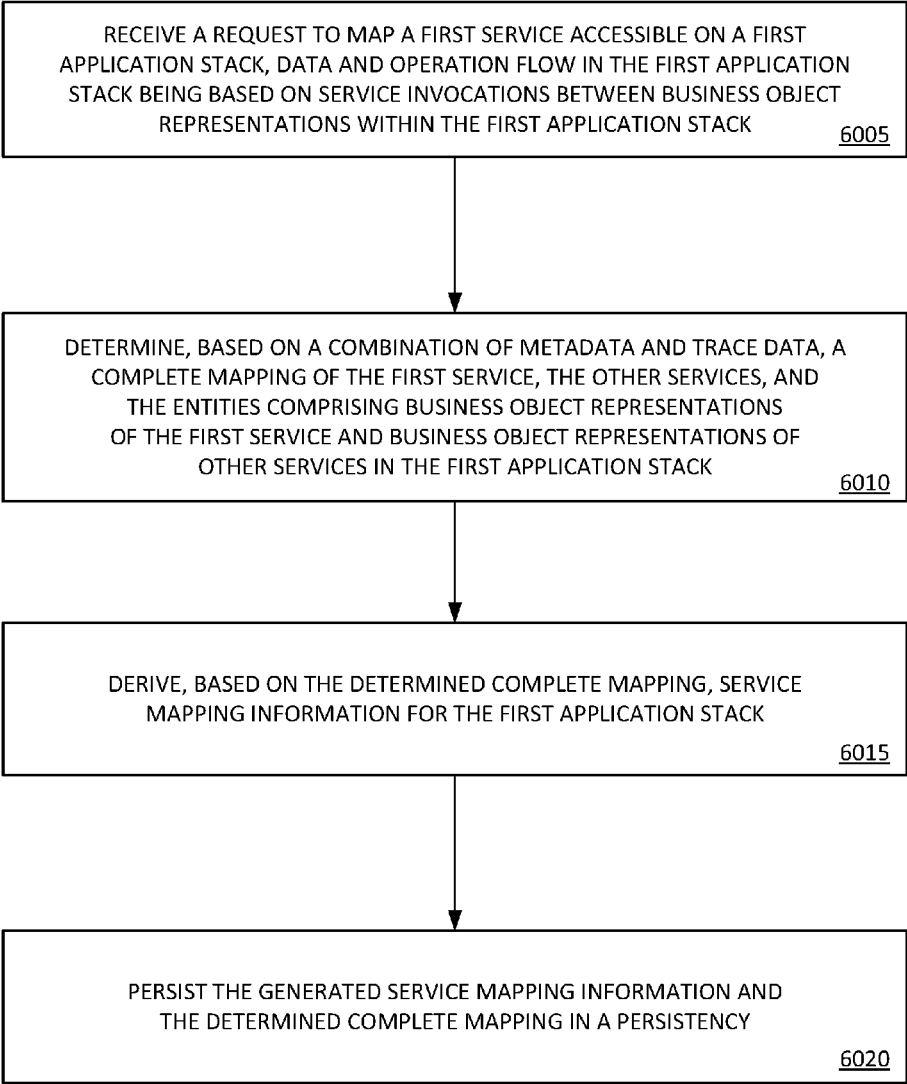 RECEIVE A REQUEST TO MAP A FIRST SERVICE ACCESSIBLE ON A FIRST
APPLICATION STACK, DATA AND OPERATION FLOW IN THE FIRST APPLICATION
STACK BEING BASED ON SERVICE INVOCATIONS BETWEEN BUSINESS OBJECT
REPRESENTATIONS WITHIN THE FIRST APPLICATION STACK
6005
DETERMINE, BASED ON A COMBINATION OF METADATA AND TRACE DATA, A
COMPLETE MAPPING OF THE FIRST SERVICE, THE OTHER SERVICES, AND
THE ENTITIES COMPRISING BUSINESS OBJECT REPRESENTATIONS
OF THE FIRST SERVICE AND BUSINESS OBJECT REPRESENTATIONS OF
OTHER SERVICES IN THE FIRST APPLICATION STACK
6010
DERIVE, BASED ON THE DETERMINED COMPLETE MAPPING, SERVICE
MAPPING INFORMATION FOR THE FIRST APPLICATION STACK
6015
PERSIST THE GENERATED SERVICE MAPPING INFORMATION AND
THE DETERMINED COMPLETE MAPPING IN A PERSISTENCY
6020